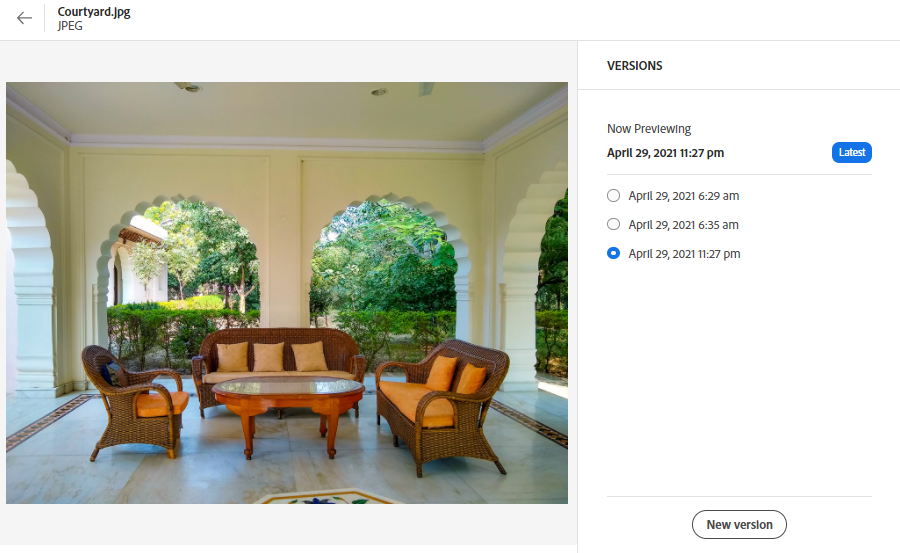 Courtyard.jpg
JPEG
VERSIONS
Now Previewing
April 29, 2021 11:27 pm
Latest
April 29, 2021 6:29 am
April 29, 2021 6:35 am
April 29, 2021 11:27 pm
New version